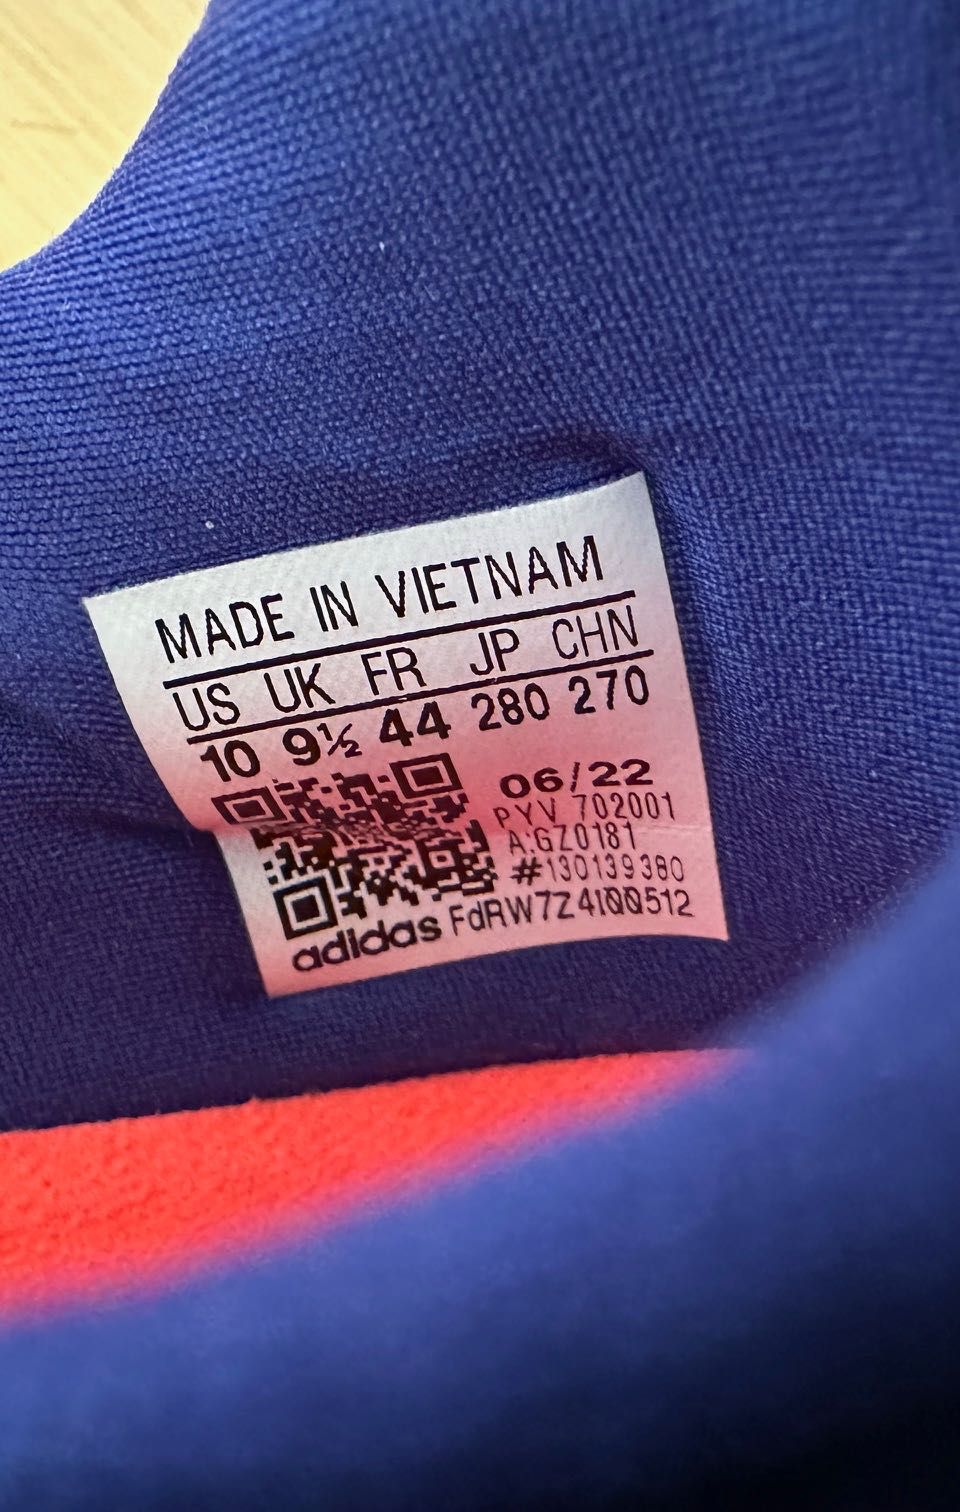 MADE IN VIETNAM
US UK FR JP CHN
10 9½ 44 280 270
06/22
PYV 702001
A:GZ0181
#130139380
adidas FdRW7Z4I00512